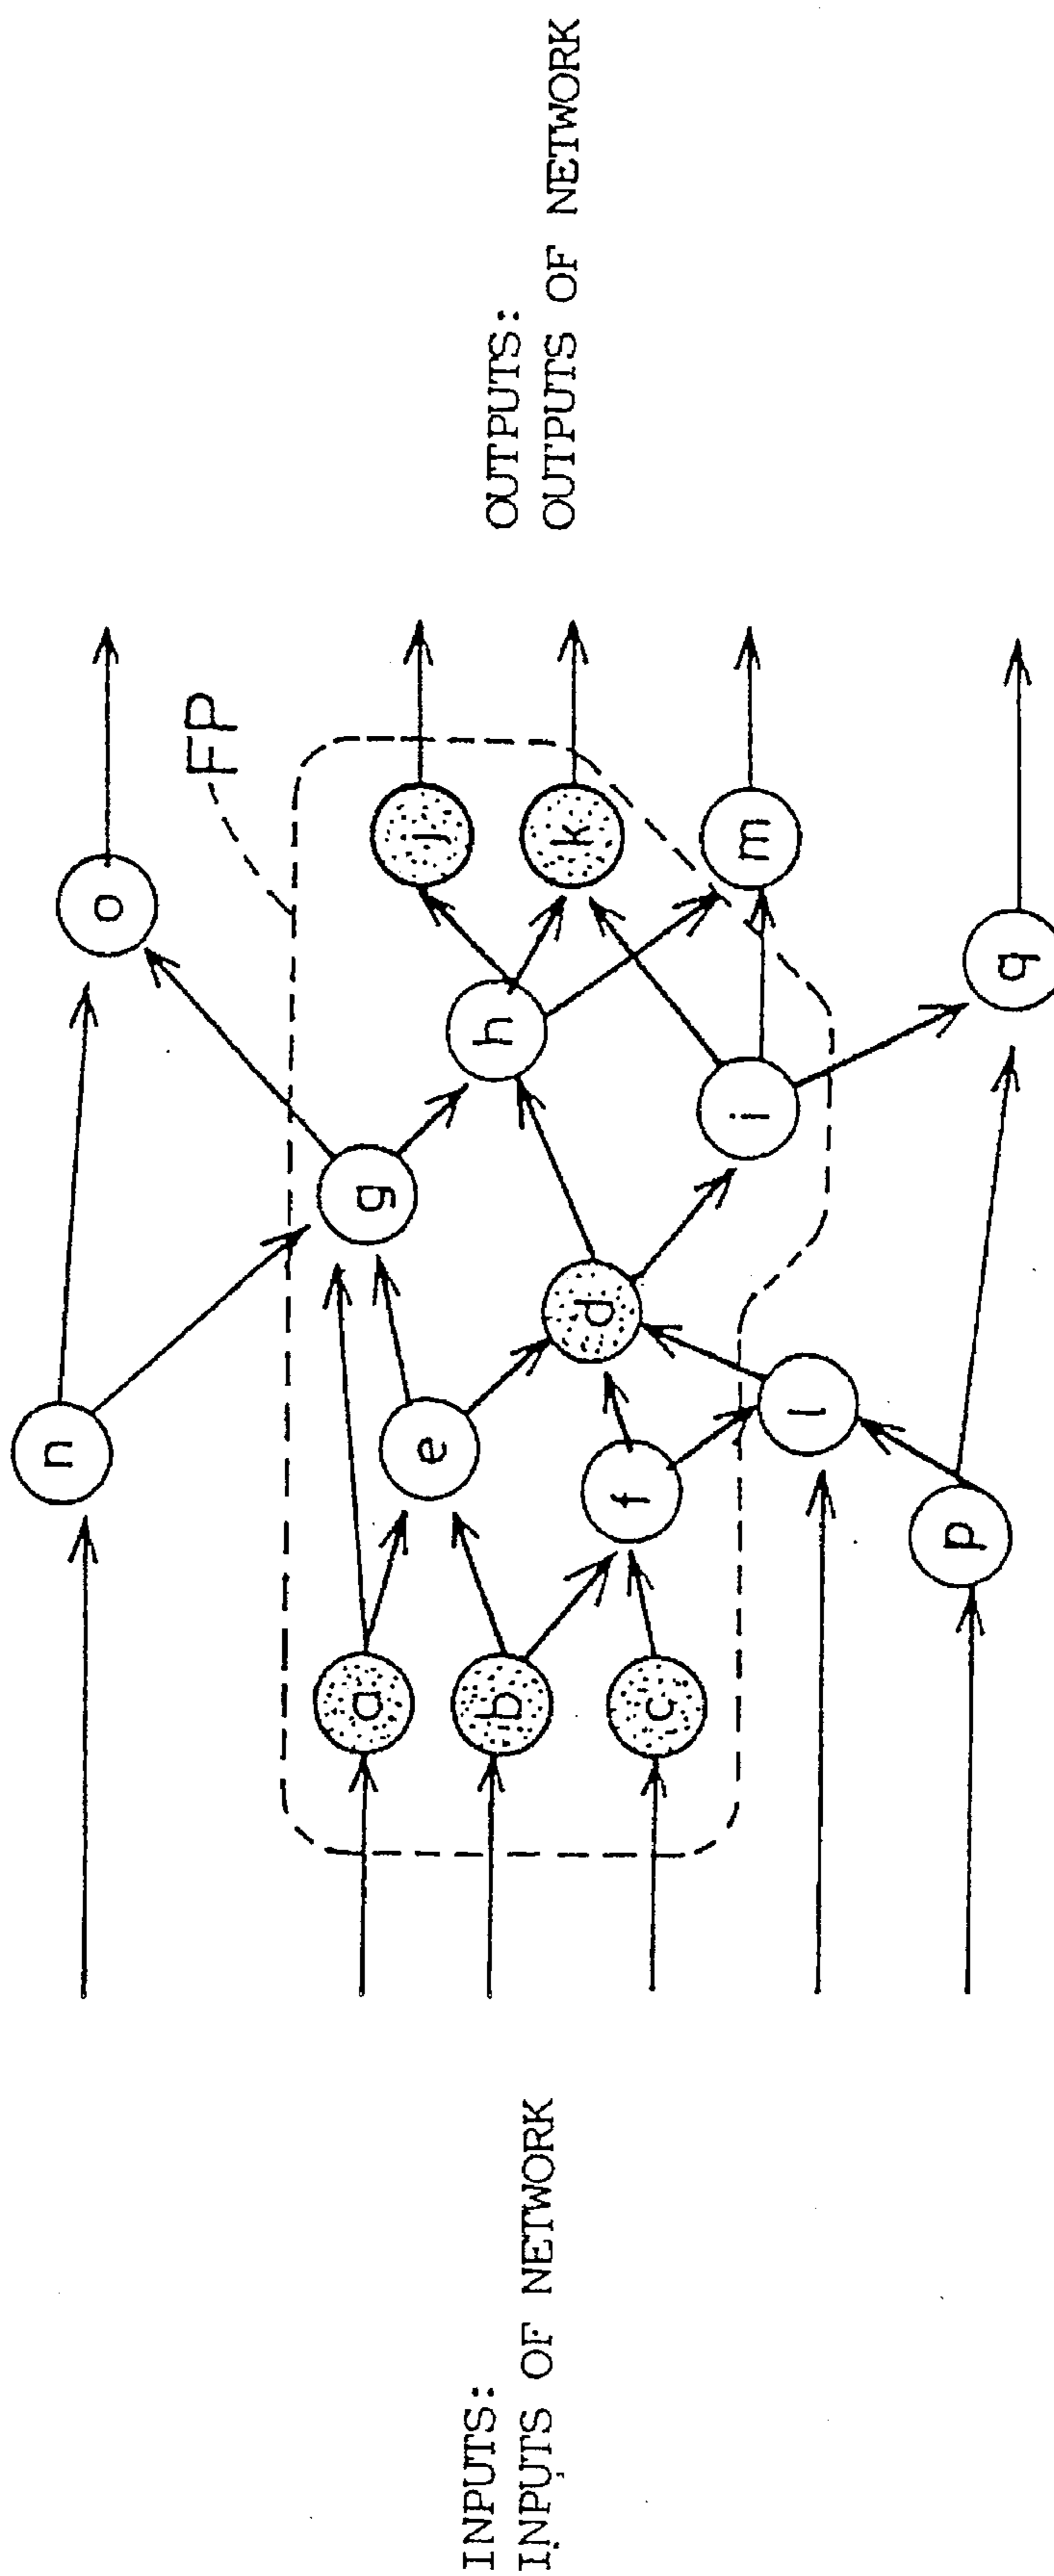 INPUTS:
INPUTS OF NETWORK
n
o
FP
a
b
c
e
f
g
d
h
i
j
k
l
m
p
q
OUTPUTS:
OUTPUTS OF NETWORK